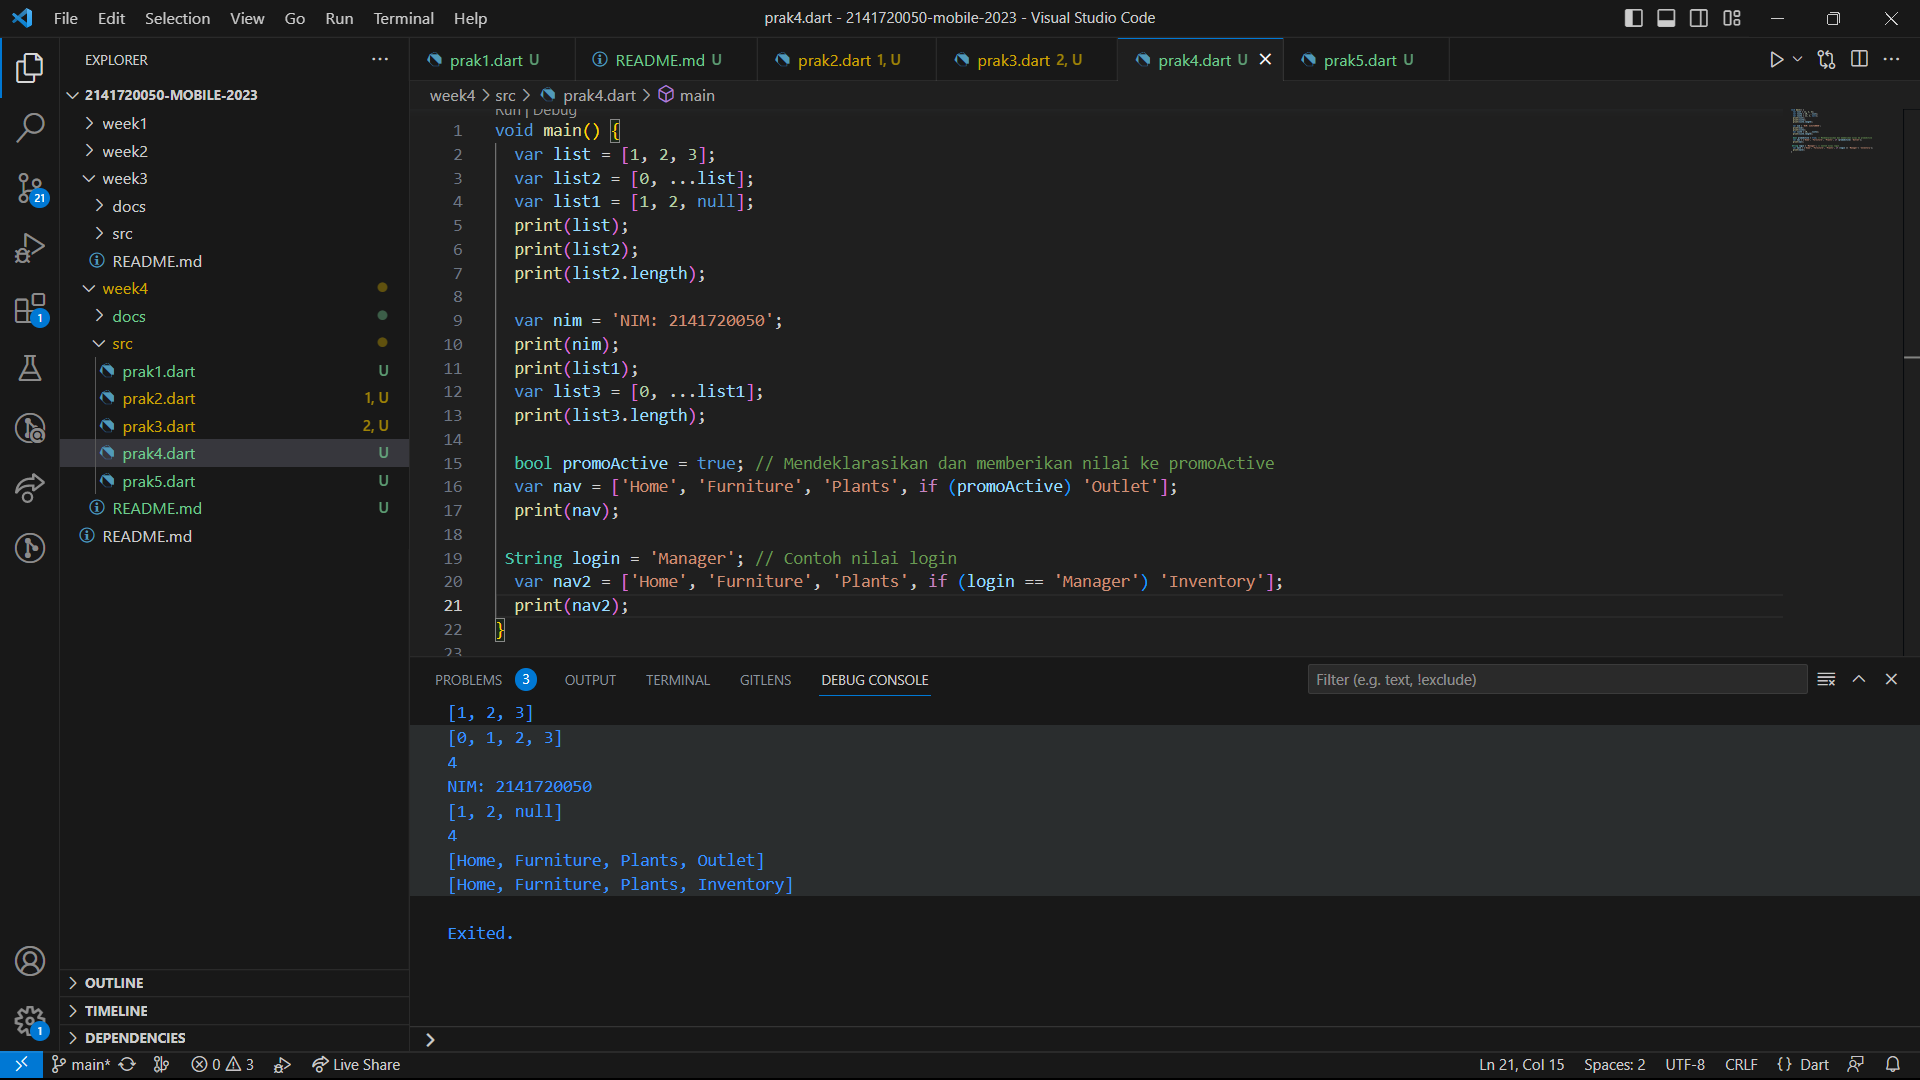 File Edit Selection View Go Run Terminal Help
prak4.dart - 2141720050-mobile-2023 - Visual Studio Code
EXPLORER
2141720050-MOBILE-2023
week1
week2
week3
docs
src
README.md
week4
docs
src
prak1.dart U
prak2.dart 1, U
prak3.dart 2, U
prak4.dart U
prak5.dart U
README.md U
README.md
OUTLINE
TIMELINE
DEPENDENCIES
21
1
1
prak1.dart U README.md U prak2.dart 1, U prak3.dart 2, U prak4.dart U prak5.dart U
week4 > src > prak4.dart > main
Run | Debug
1 void main() {
2 var list = [1, 2, 3];
3 var list2 = [0, ...list];
4 var list1 = [1, 2, null];
5 print(list);
6 print(list2);
7 print(list2.length);
8
9 var nim = 'NIM: 2141720050';
10 print(nim);
11 print(list1);
12 var list3 = [0, ...list1];
13 print(list3.length);
14
15 bool promoActive = true; // Mendeklarasikan dan memberikan nilai ke promoActive
16 var nav = ['Home', 'Furniture', 'Plants', if (promoActive) 'Outlet'];
17 print(nav);
18
19 String login = 'Manager'; // Contoh nilai login
20 var nav2 = ['Home', 'Furniture', 'Plants', if (login == 'Manager') 'Inventory'];
21 print(nav2);
22 }
23
PROBLEMS 3 OUTPUT TERMINAL GITLENS DEBUG CONSOLE
Filter (e.g. text, !exclude)
[1, 2, 3]
[0, 1, 2, 3]
4
NIM: 2141720050
[1, 2, null]
4
[Home, Furniture, Plants, Outlet]
[Home, Furniture, Plants, Inventory]
Exited.
main* 0 3 Live Share
Ln 21, Col 15 Spaces: 2 UTF-8 CRLF {} Dart